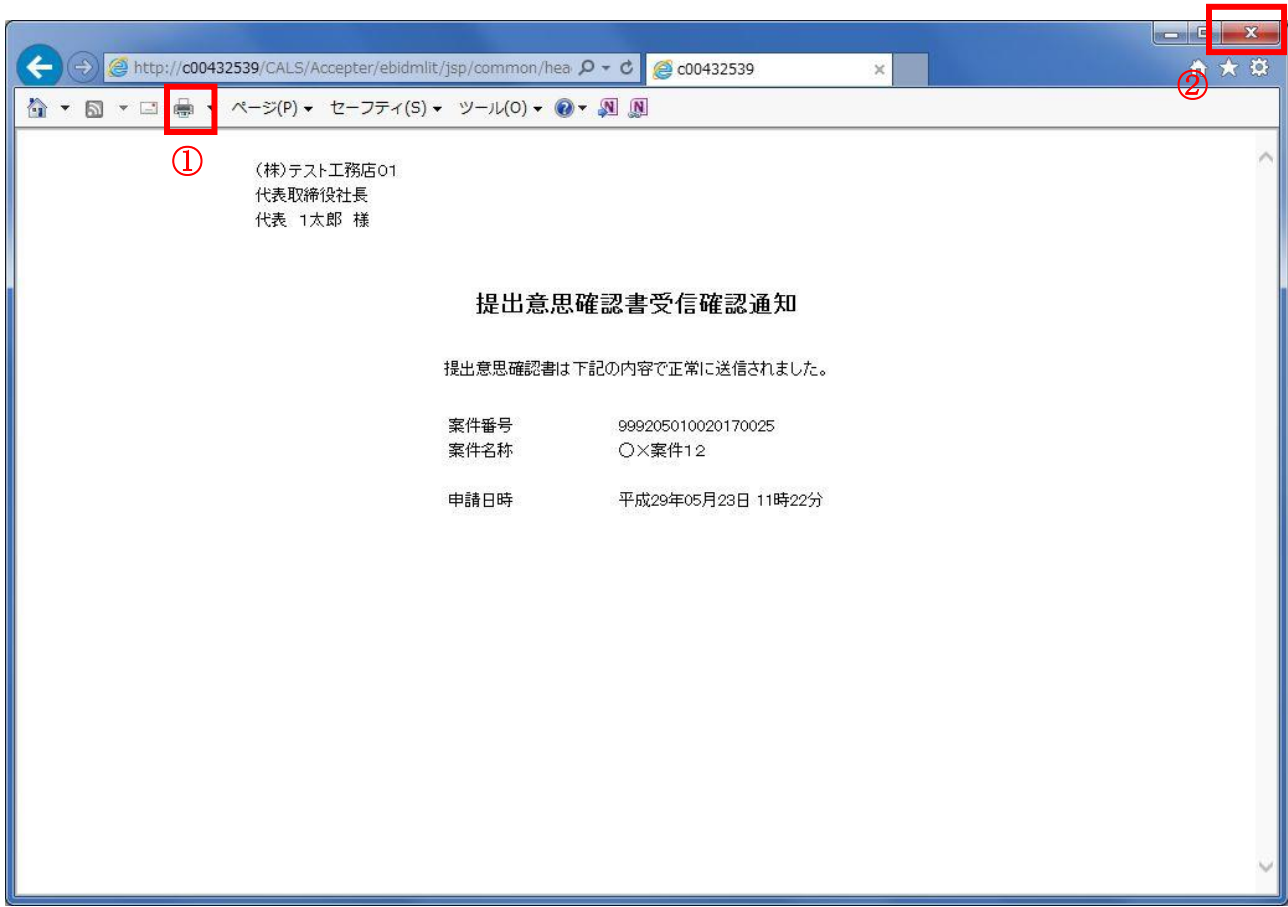 ②
http://c00432539/CALS/Accepter/ebidmlit/jsp/common/hea
c00432539
ページ(P) セーフティ(S) ツール(O)
①
(株)テスト工務店01
代表取締役社長
代表 1太郎 様
提出意思確認書受信確認通知
提出意思確認書は下記の内容で正常に送信されました。
案件番号 999205010020170025
案件名称 〇×案件12
申請日時 平成29年05月23日 11時22分